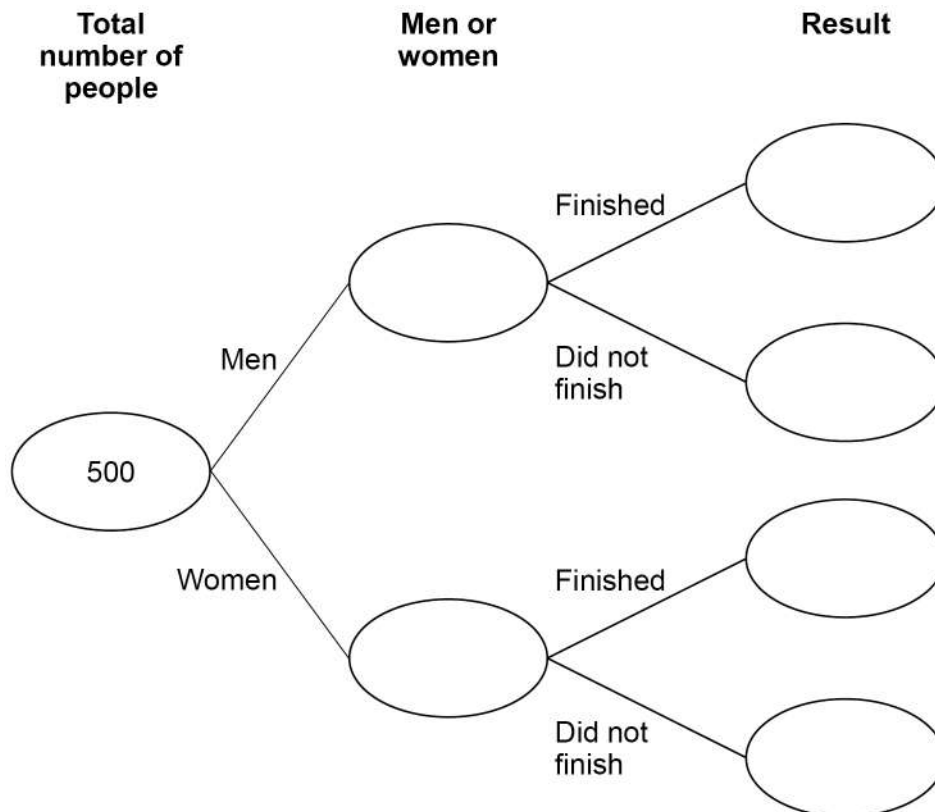 Total
number of
people
Men or
women
Result
Finished
Men
Did not
finish
500
Women
Finished
Did not
finish